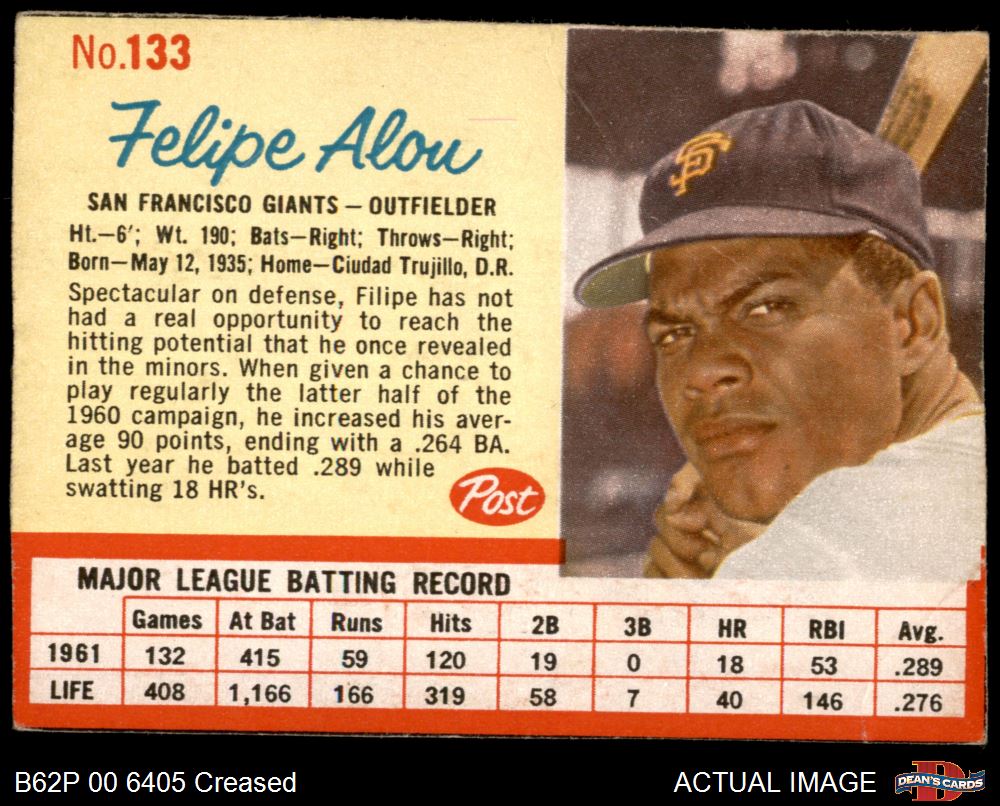 No.133
Felipe Alou
SAN FRANCISCO GIANTS – OUTFIELDER
Ht.–6'; Wt. 190; Bats–Right; Throws–Right;
Born–May 12, 1935; Home–Ciudad Trujillo, D.R.
Spectacular on defense, Filipe has not
had a real opportunity to reach the
hitting potential that he once revealed
in the minors. When given a chance to
play regularly the latter half of the
1960 campaign, he increased his aver-
age 90 points, ending with a .264 BA.
Last year he batted .289 while
swatting 18 HR's.
Post
SF
MAJOR LEAGUE BATTING RECORD
Games At Bat Runs Hits 2B 3B HR RBI Avg.
1961 132 415 59 120 19 0 18 53 .289
LIFE 408 1,166 166 319 58 7 40 146 .276
B62P 00 6405 Creased
ACTUAL IMAGE
D
DEAN'S CARDS